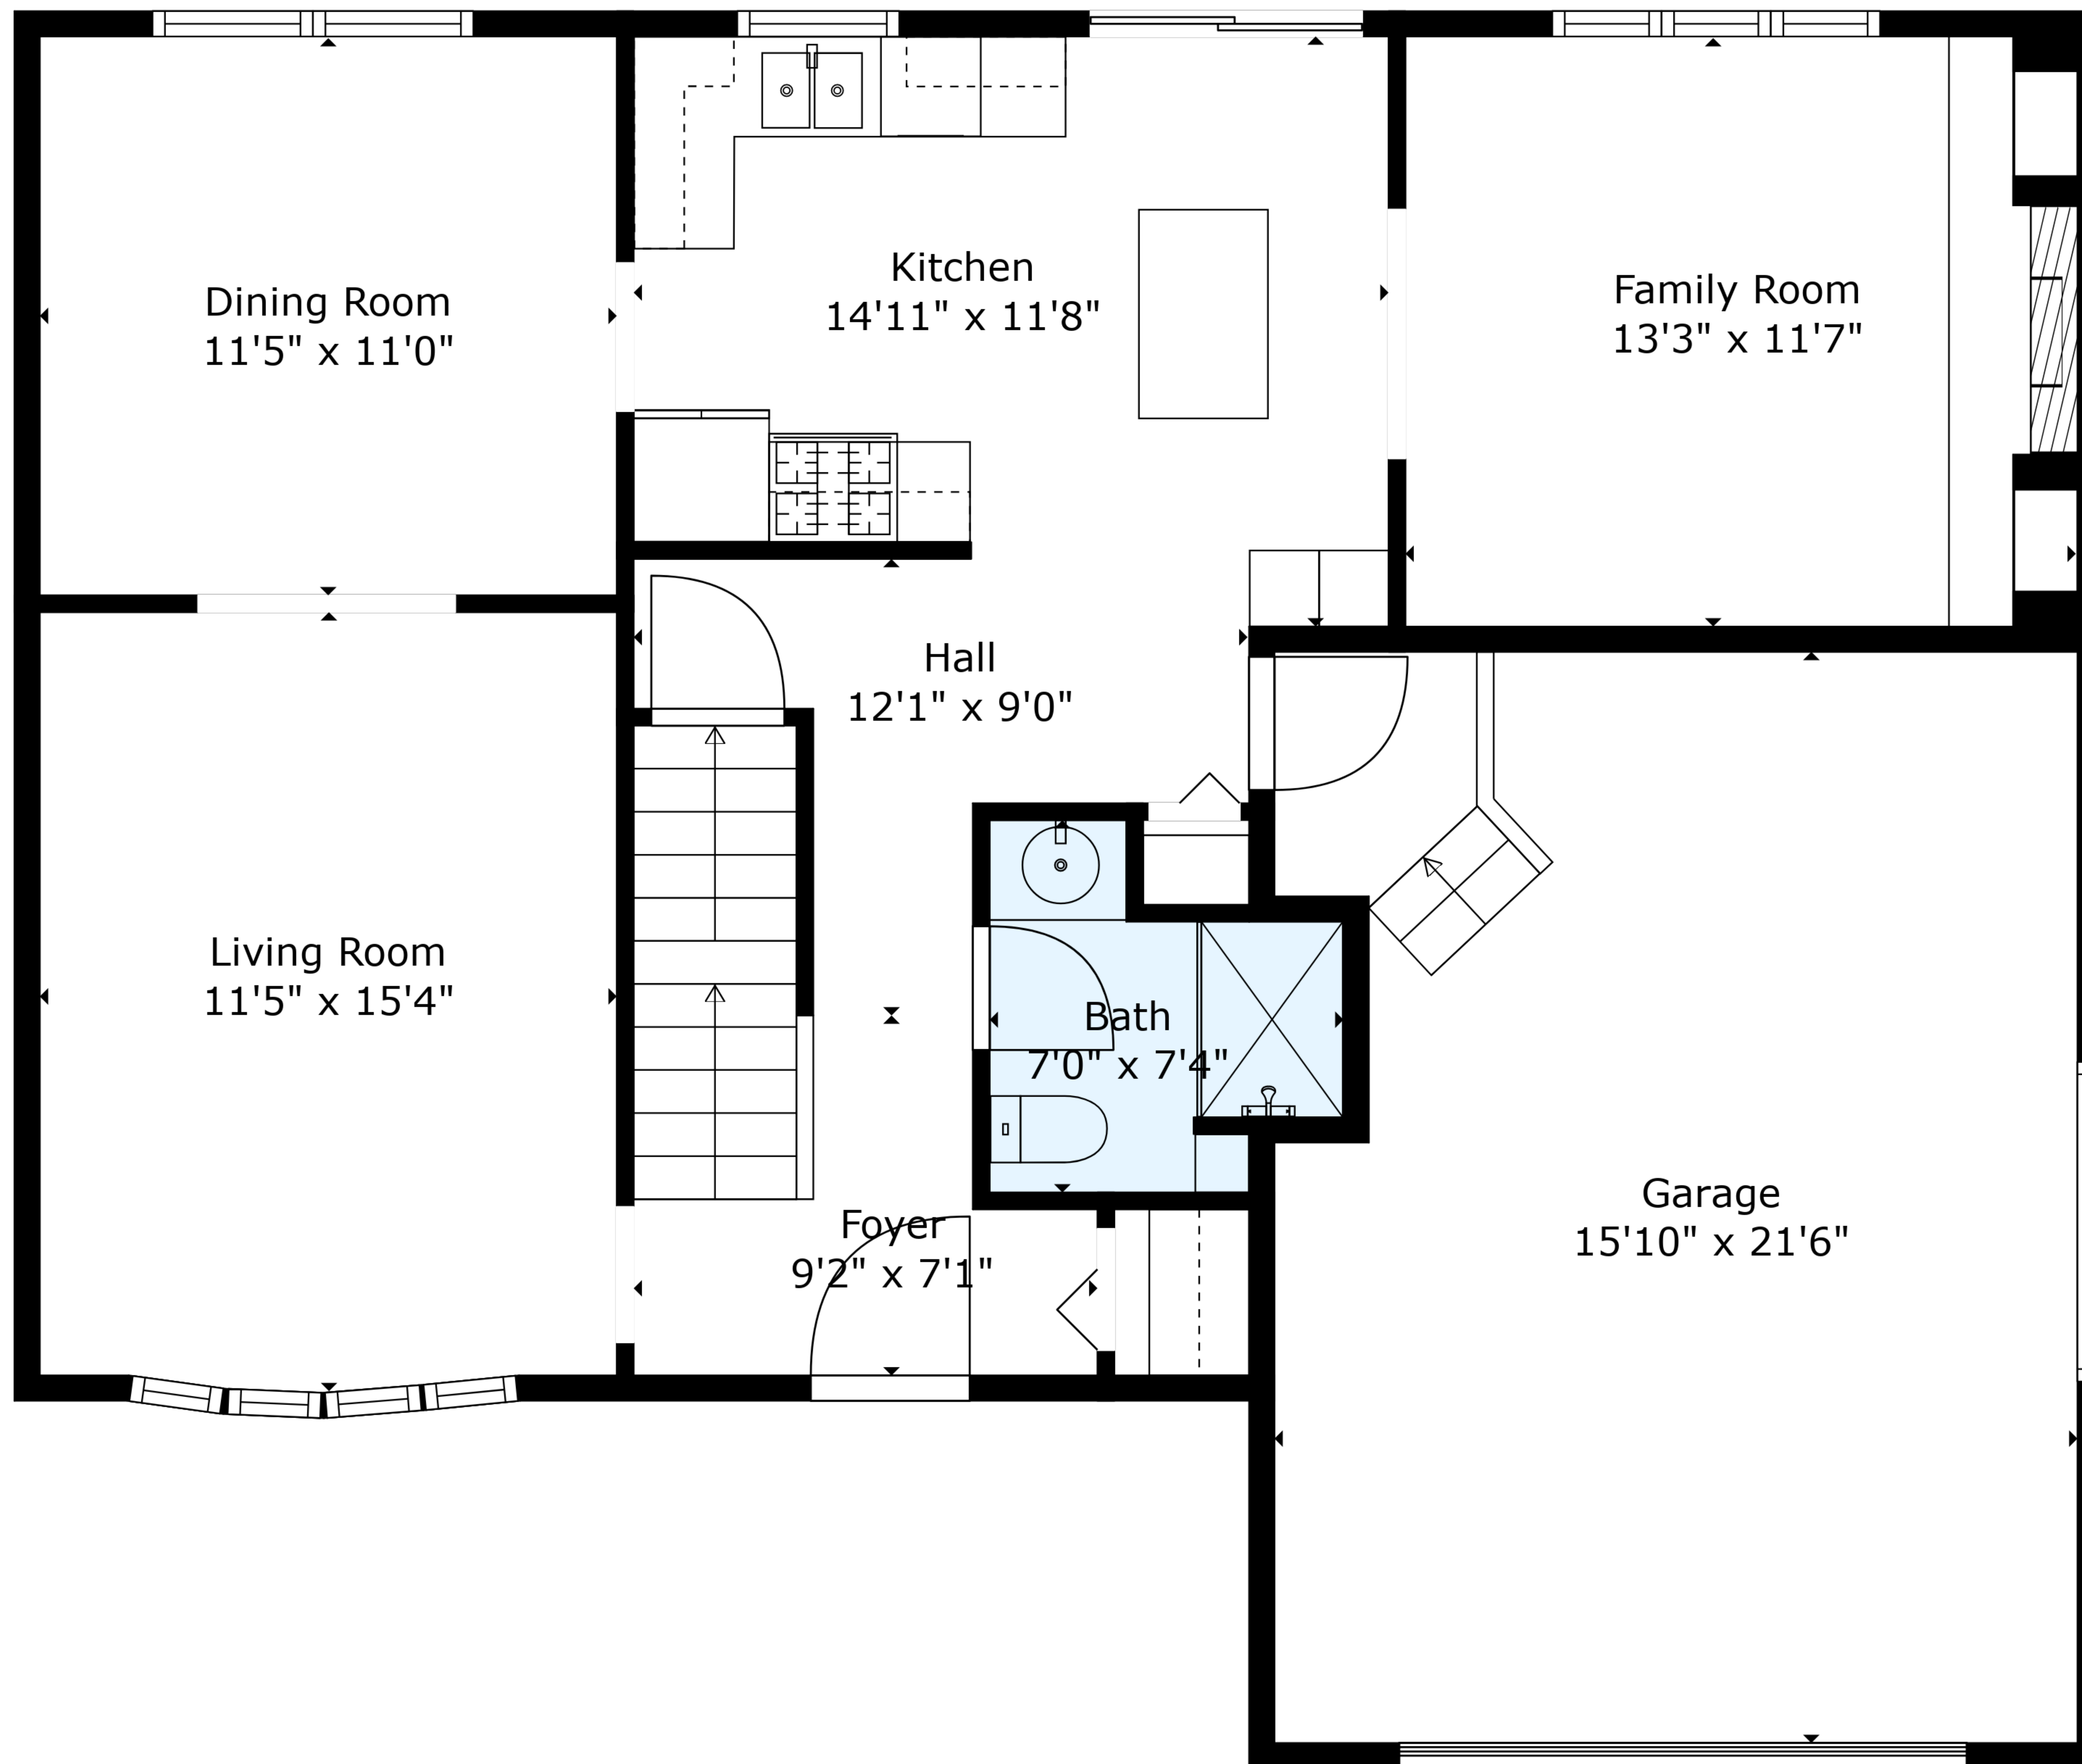 Kitchen
14'11" x 11'8"
Dining Room
11'5" x 11'0"
Family Room
13'3" x 11'7"
Hall
12'1" x 9'0"
Living Room
11'5" x 15'4"
Bath
7'0" x 7'4"
Foyer
9'2" x 7'1"
Garage
15'10" x 21'6"